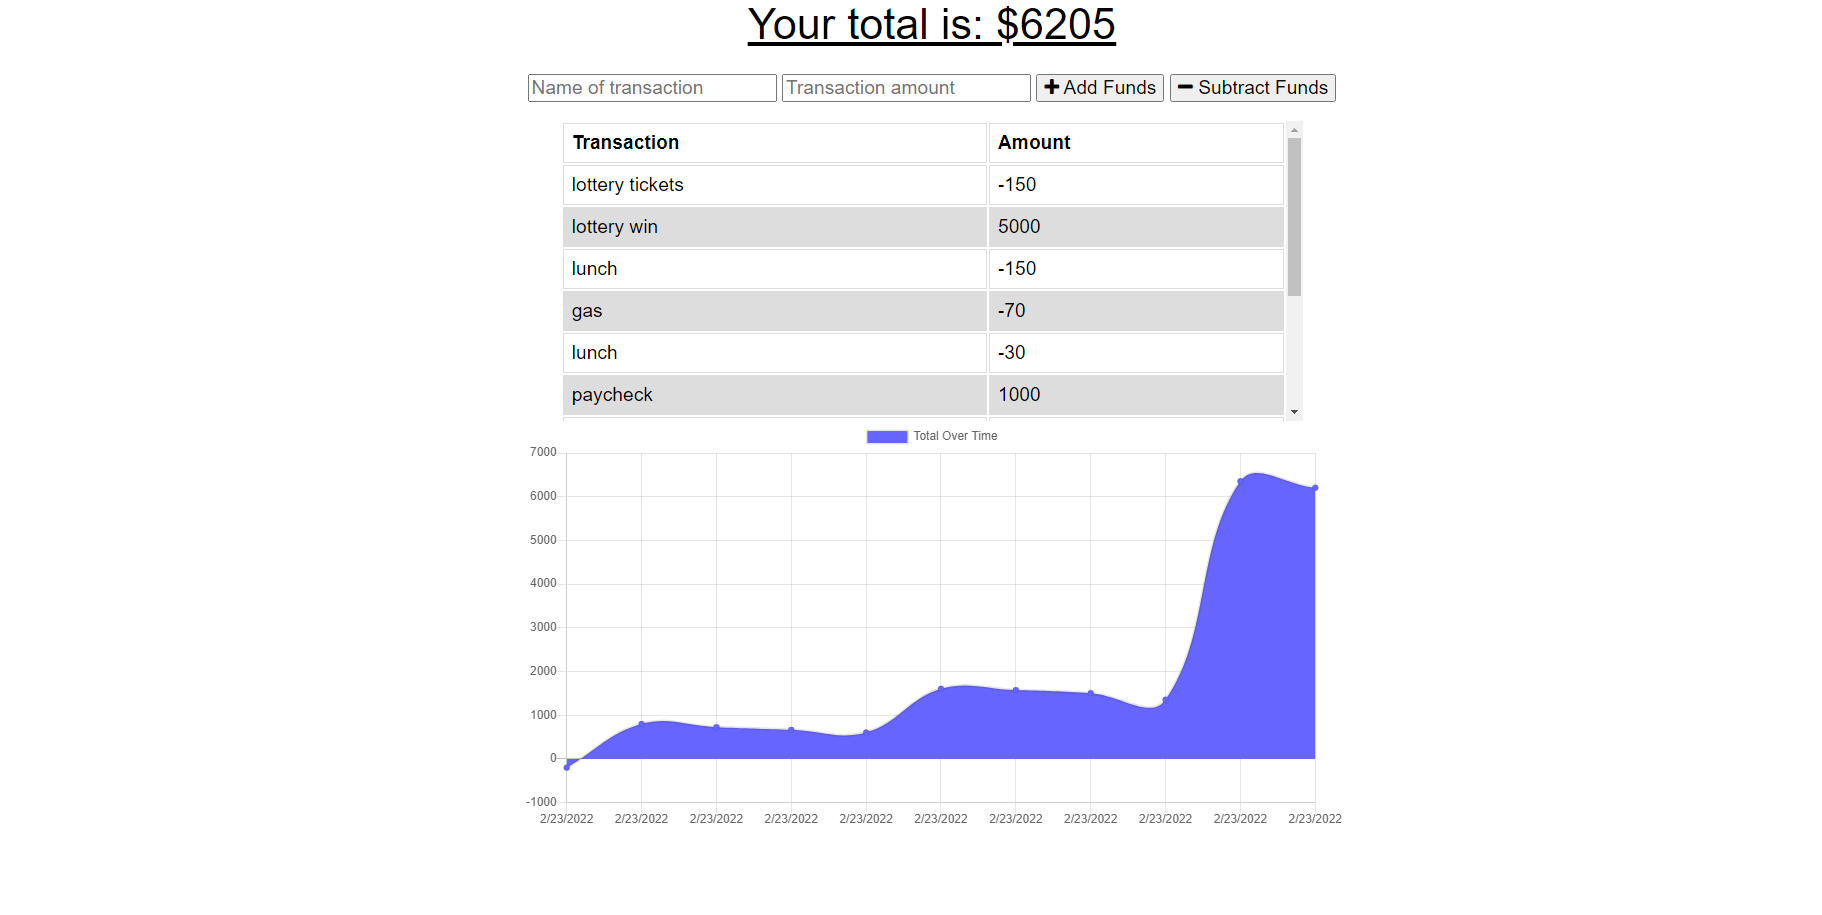 Your total is: $6205
Name of transaction Transaction amount + Add Funds − Subtract Funds
Transaction Amount
lottery tickets -150
lottery win 5000
lunch -150
gas -70
lunch -30
paycheck 1000
Total Over Time
7000
6000
5000
4000
3000
2000
1000
0
-1000
2/23/2022 2/23/2022 2/23/2022 2/23/2022 2/23/2022 2/23/2022 2/23/2022 2/23/2022 2/23/2022 2/23/2022 2/23/2022